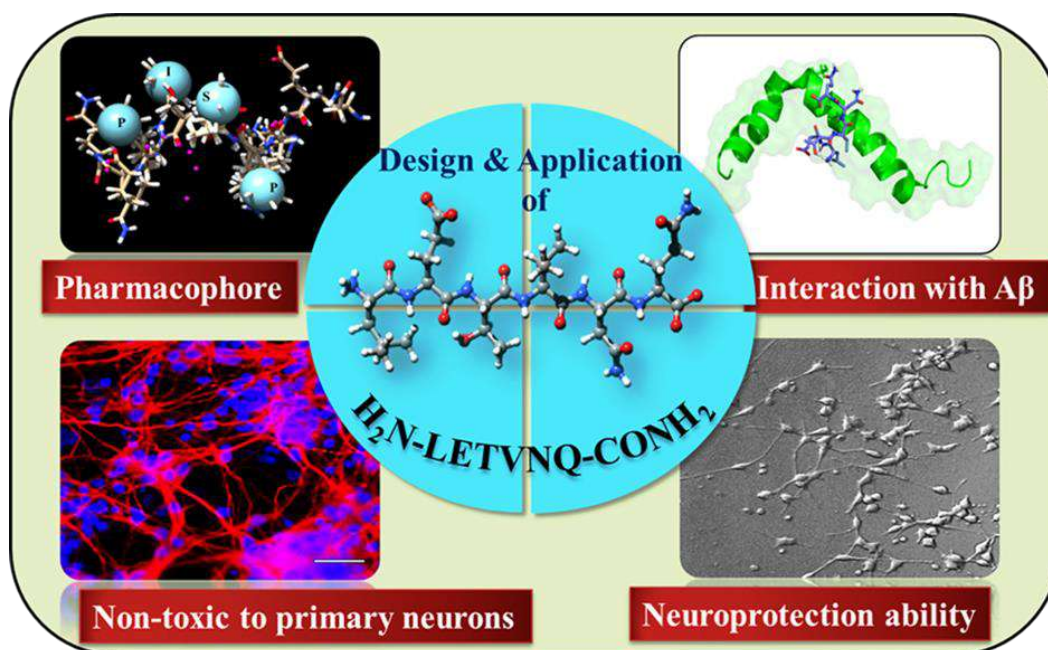 I
S
P
P
Design & Application
of
Pharmacophore
Interaction with Aβ
H₂N-LETVNQ-CONH₂
Non-toxic to primary neurons
Neuroprotection ability